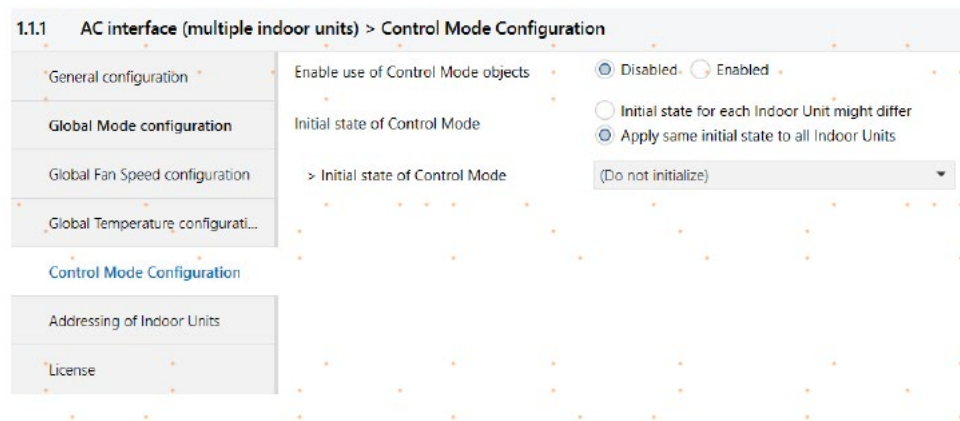 1.1.1 AC interface (multiple indoor units) > Control Mode Configuration
General configuration
Global Mode configuration
Global Fan Speed configuration
Global Temperature configurati...
Control Mode Configuration
Addressing of Indoor Units
License
Enable use of Control Mode objects
Disabled Enabled
Initial state of Control Mode
Initial state for each Indoor Unit might differ
Apply same initial state to all Indoor Units
> Initial state of Control Mode
(Do not initialize)